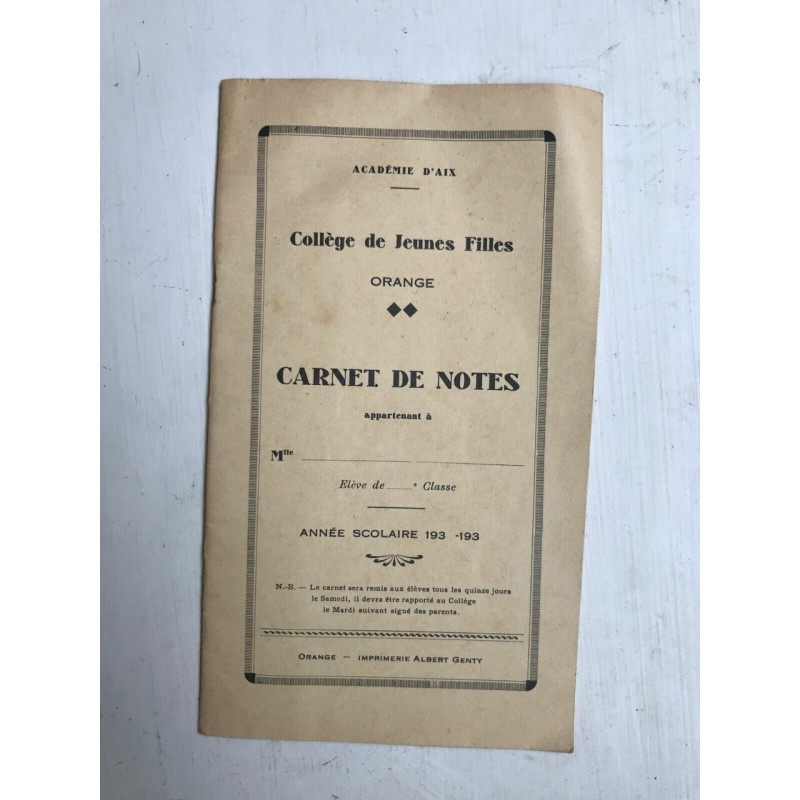 ACADÉMIE D'AIX
Collège de Jeunes Filles
ORANGE
CARNET DE NOTES
appartenant à
Mlle
Elève de e Classe
ANNÉE SCOLAIRE 193 -193
N.-B. — Le carnet sera remis aux élèves tous les quinze jours
le Samedi, il devra être rapporté au Collège
le Mardi suivant signé des parents.
ORANGE — IMPRIMERIE ALBERT GENTY